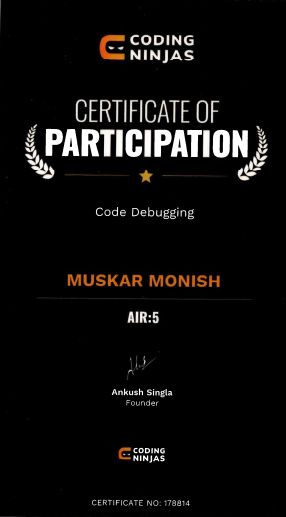 CODING
NINJAS
CERTIFICATE OF
PARTICIPATION
Code Debugging
MUSKAR MONISH
AIR:5
Ankush Singla
Founder
CODING
NINJAS
CERTIFICATE NO: 178814